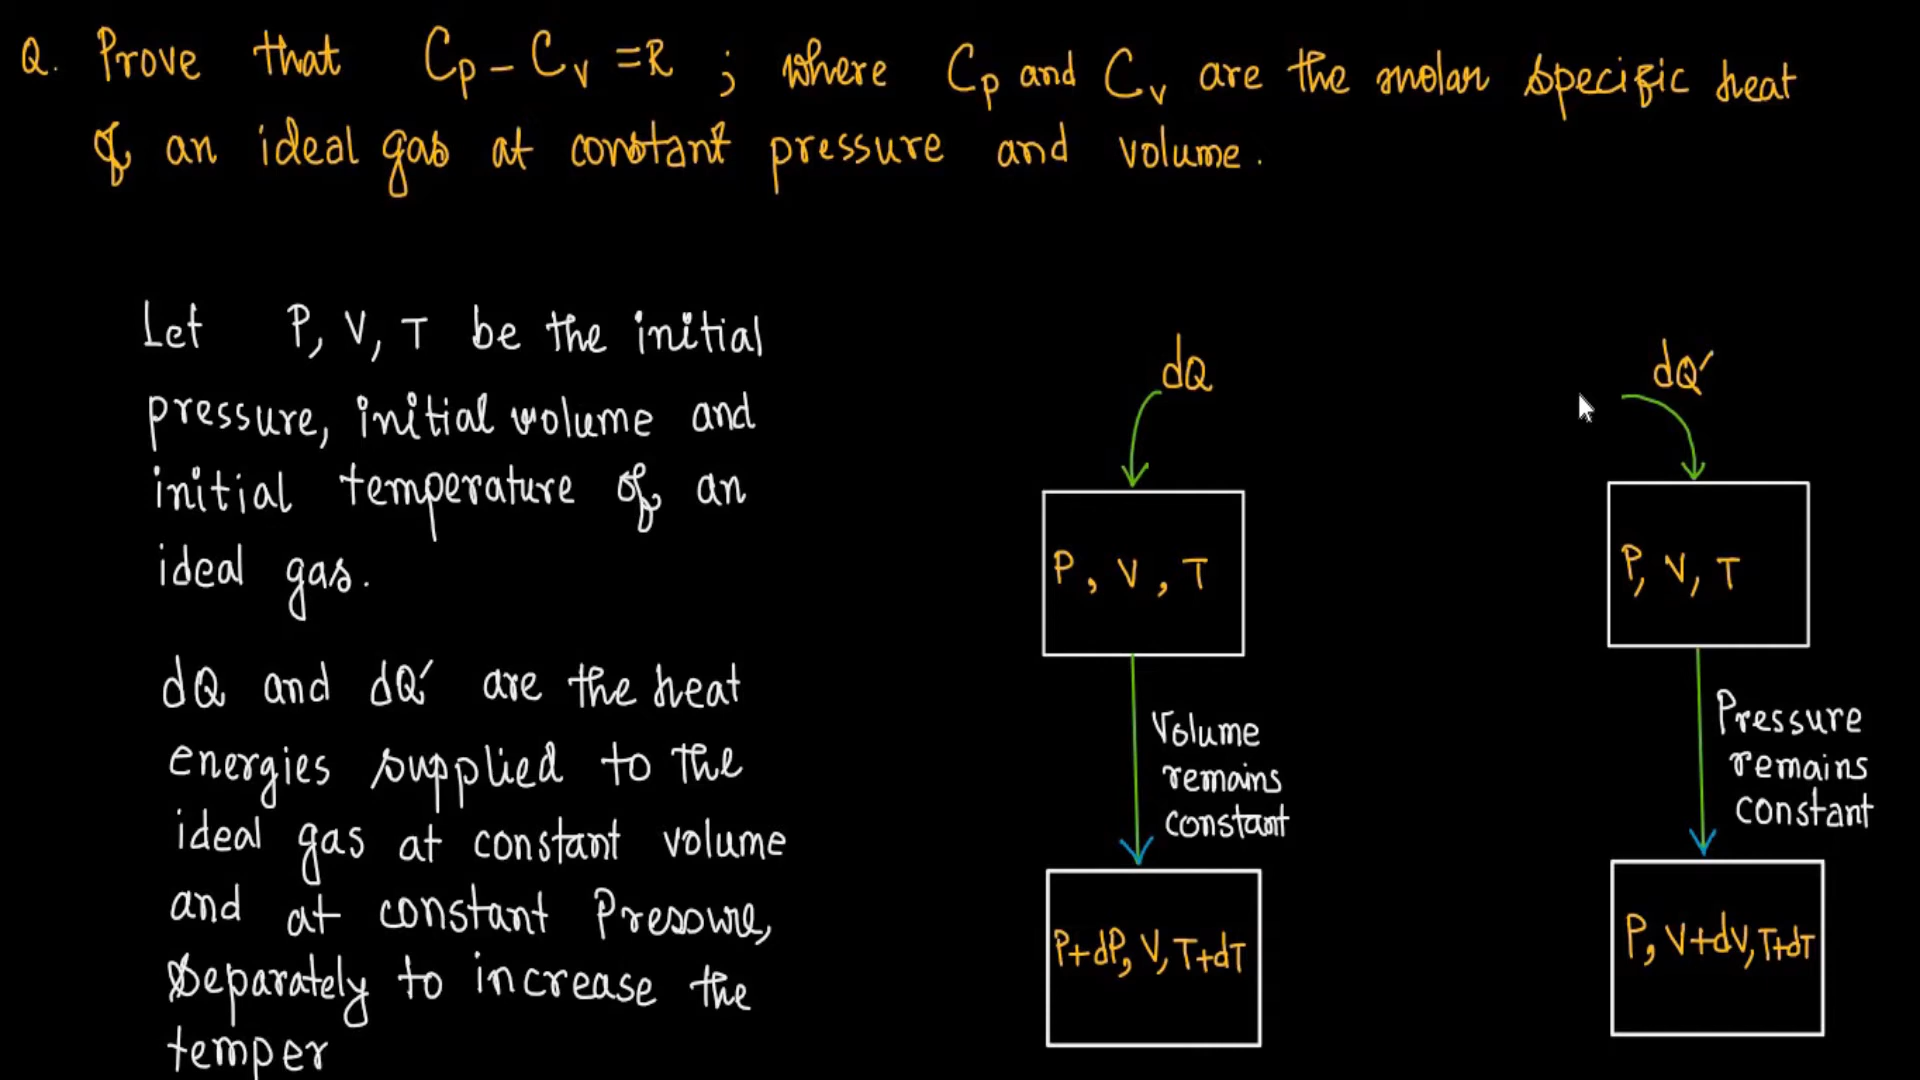 Q. Prove that Cp - Cv = R ; where Cp and Cv are the molar specific heat
of an ideal gas at constant pressure and volume.
Let P, V, T be the initial
pressure, initial volume and
initial temperature of an
ideal gas.
dQ and dQ' are the heat
energies supplied to the
ideal gas at constant volume
and at constant Pressure,
separately to increase the
temper
dQ
P, V, T
Volume
remains
constant
P+dP, V, T+dT
dQ'
P, V, T
Pressure
remains
constant
P, V+dV, T+dT